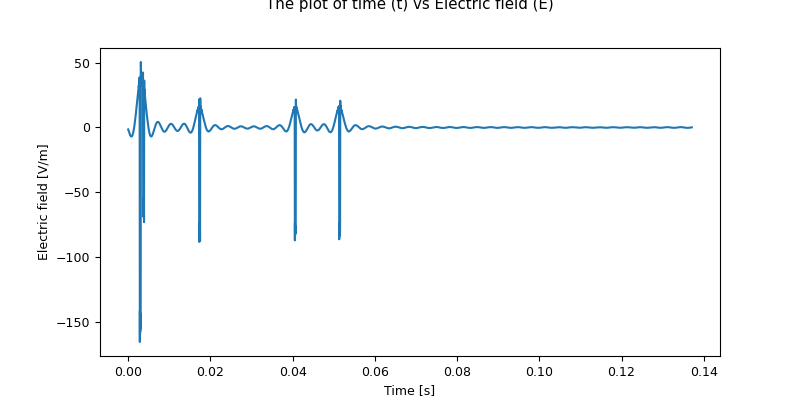 The plot of time (t) vs Electric field (E)
50
0
−50
−100
−150
Electric field [V/m]
0.00 0.02 0.04 0.06 0.08 0.10 0.12 0.14
Time [s]